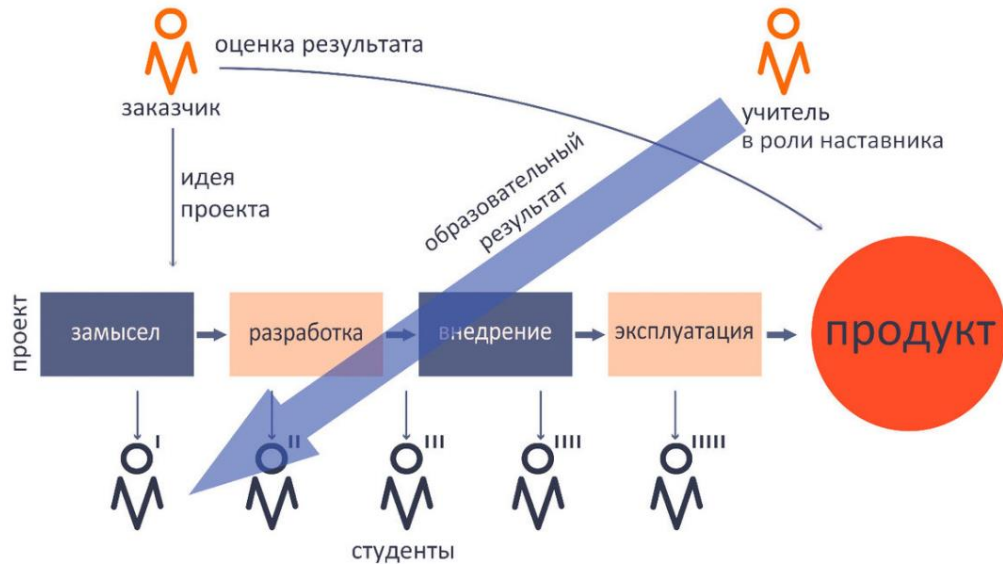 оценка результата
заказчик
учитель
в роли наставника
идея
проекта
образовательный
результат
проект
замысел
разработка
внедрение
эксплуатация
продукт
I
II
III
IIII
IIIII
студенты